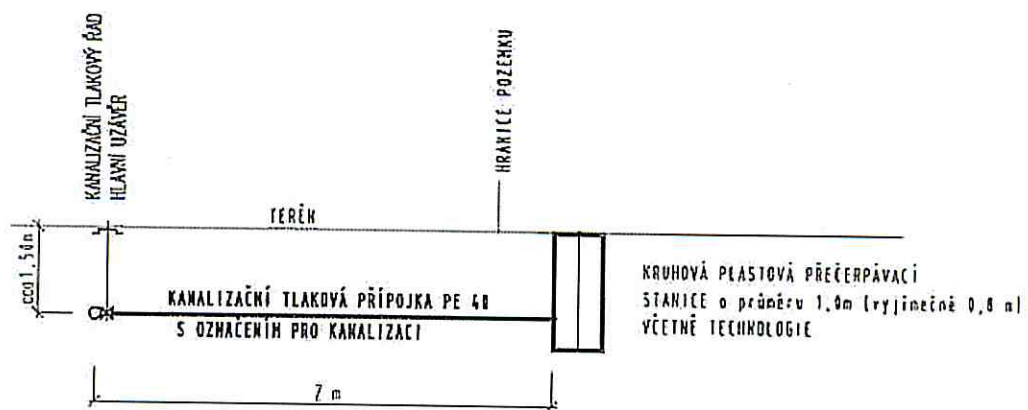 KANALIZAČNÍ TLAKOVÝ ŘAD
HLAVNÍ UZÁVĚR
HRANICE POZEMKU
TERÉN
cca1,50m
KANALIZAČNÍ TLAKOVÁ PŘÍPOJKA PE 40
S OZNAČENÍM PRO KANALIZACI
KRUHOVÁ PLASTOVÁ PŘEČERPÁVACÍ
STANICE o průměru 1,0m (vyjímečně 0,8 m)
VČETNĚ TECHNOLOGIE
7 m